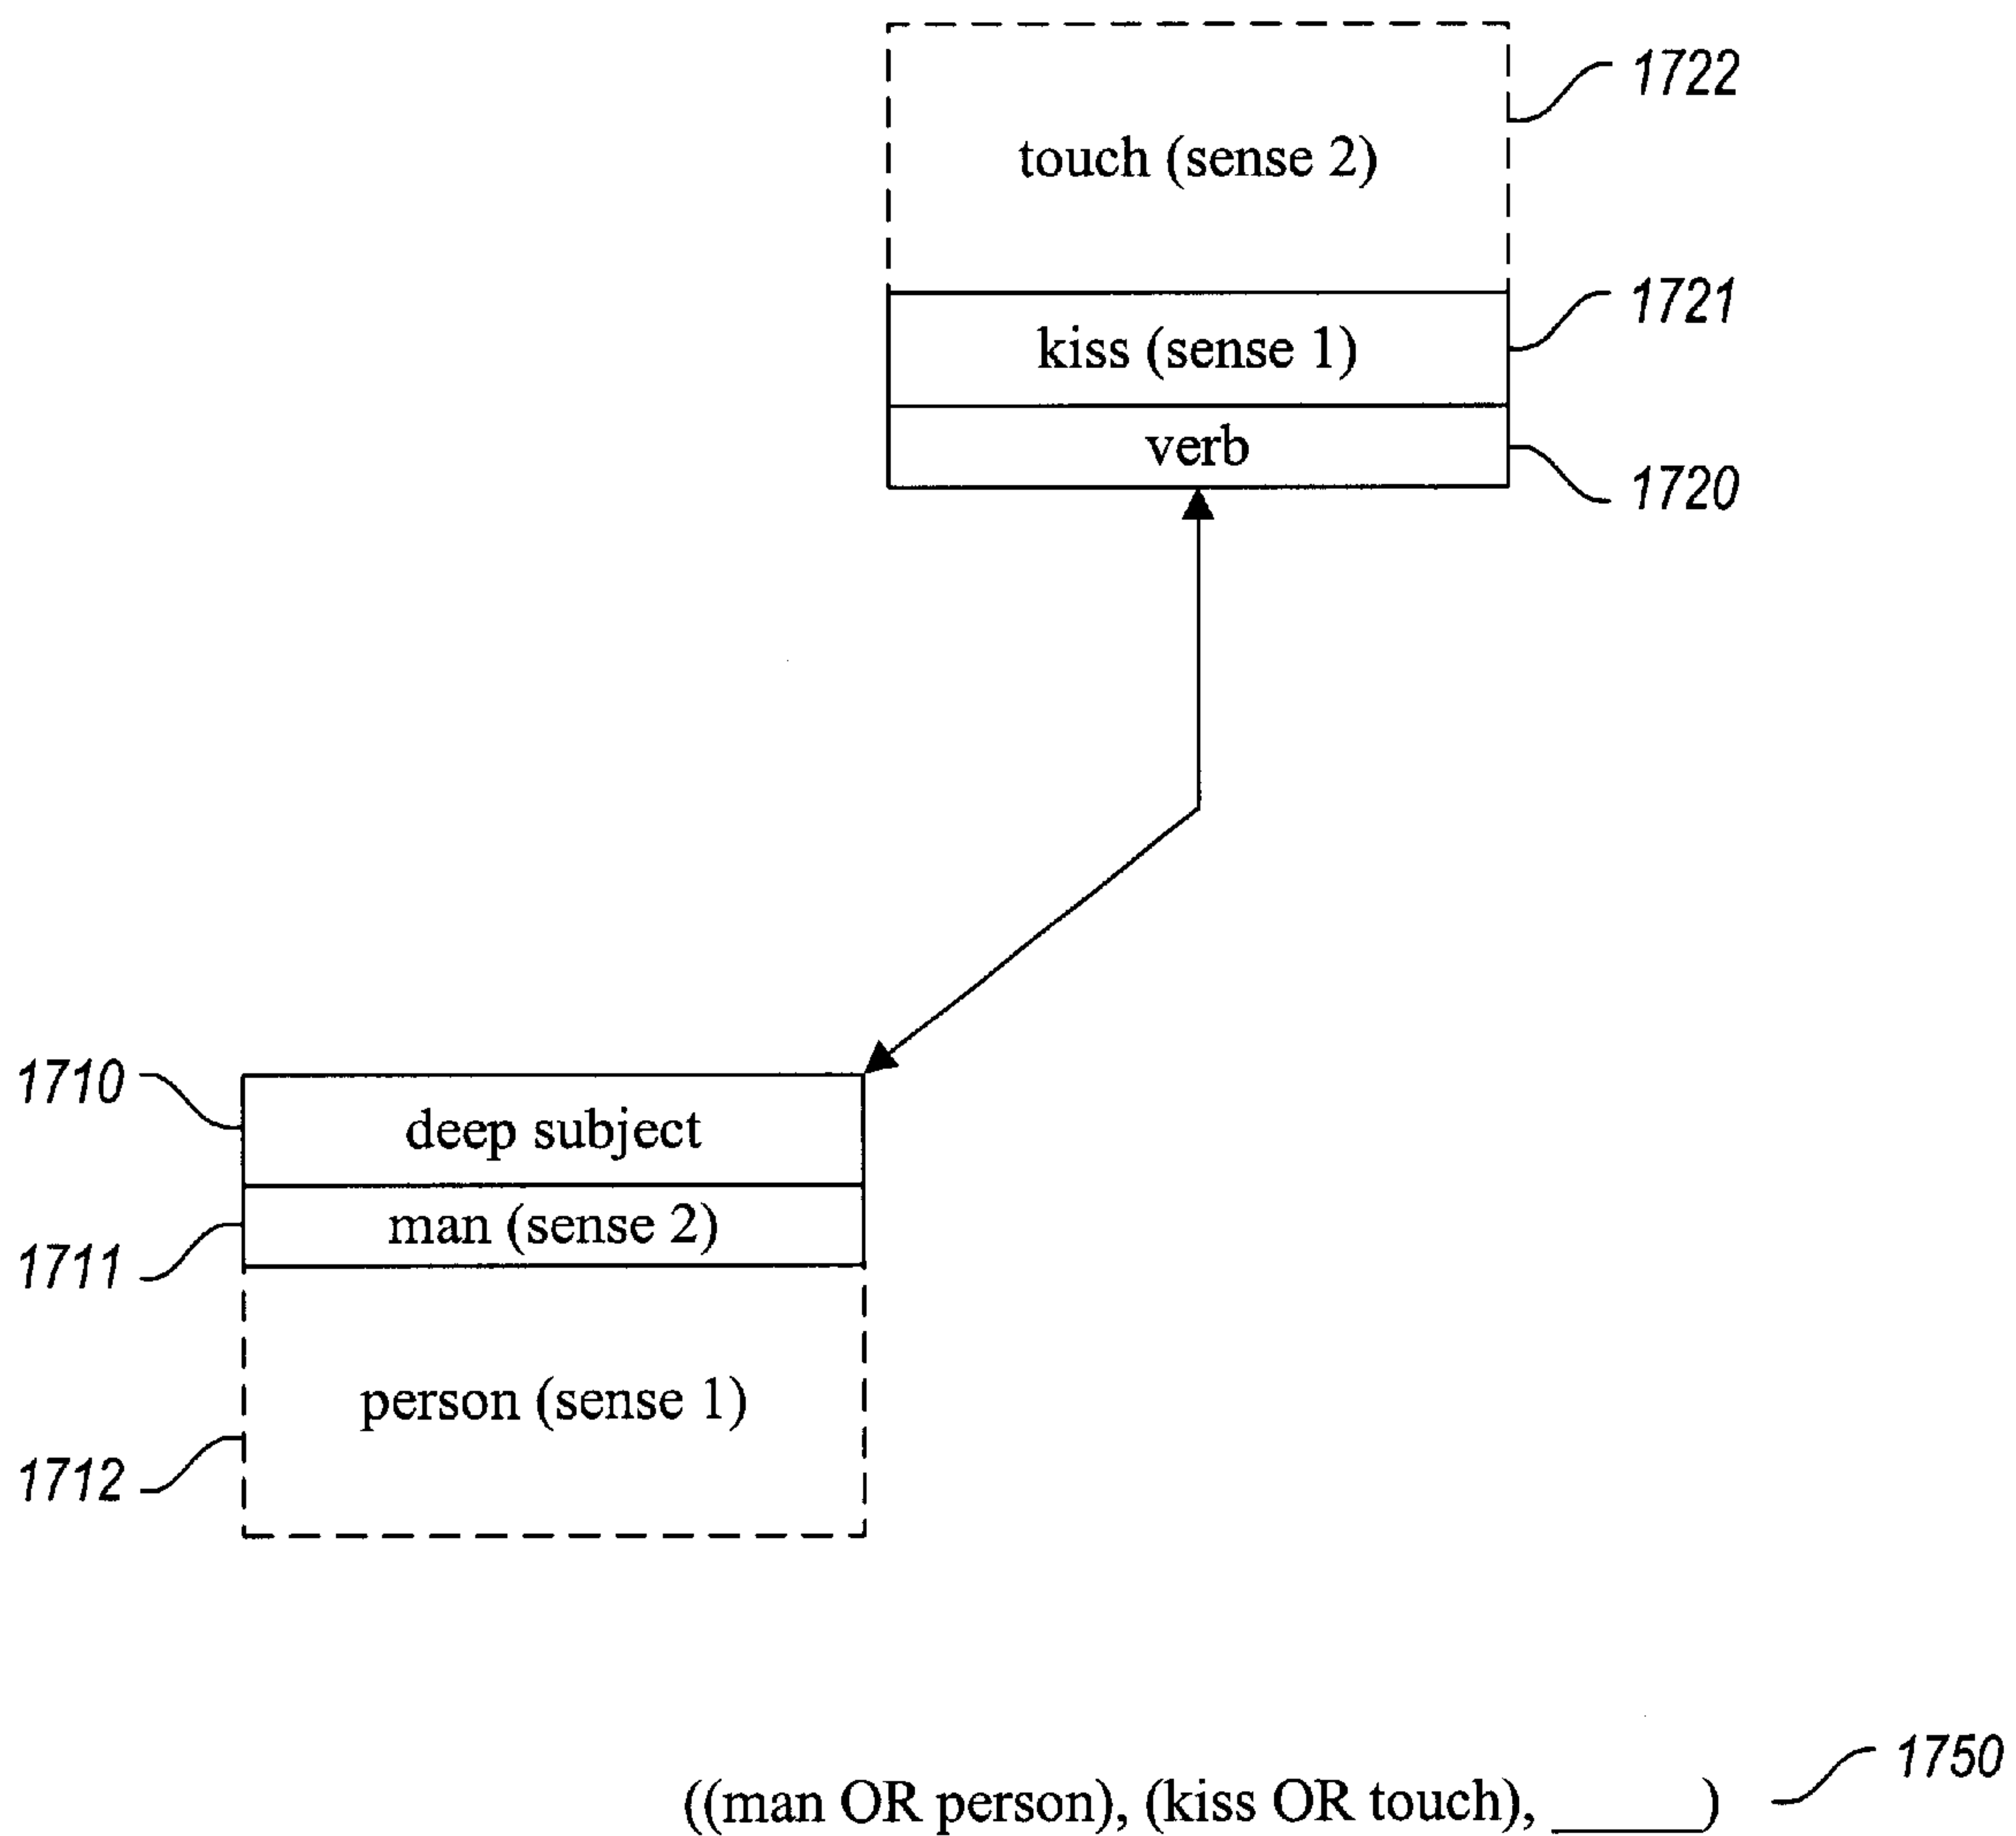 1722
touch (sense 2)
1721
kiss (sense 1)
verb
1720
1710
deep subject
man (sense 2)
1711
person (sense 1)
1712
1750
((man OR person), (kiss OR touch), ______)